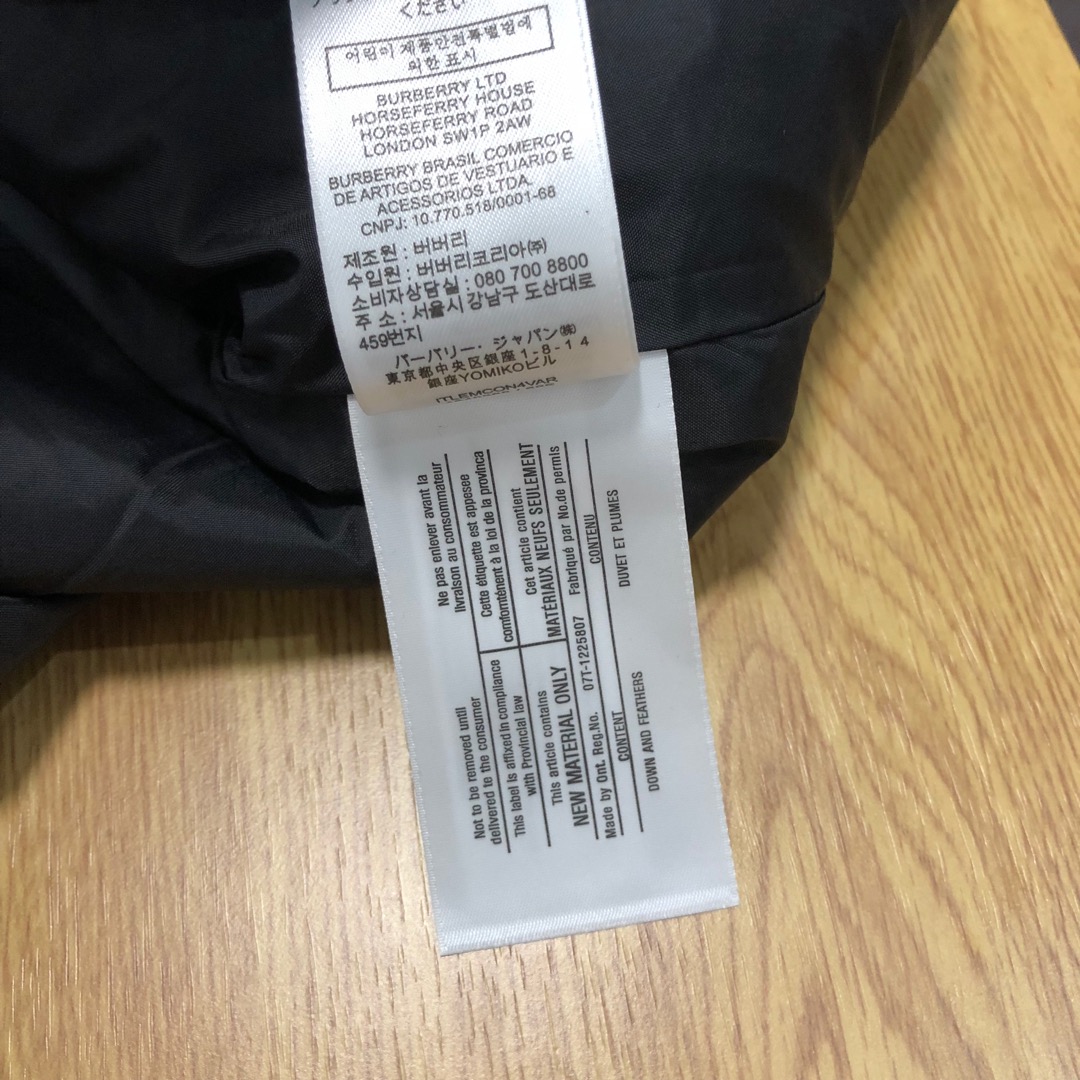 ください
어린이 제품안전특별법에
의한 표시
BURBERRY LTD
HORSEFERRY HOUSE
HORSEFERRY ROAD
LONDON SW1P 2AW
BURBERRY BRASIL COMERCIO
DE ARTIGOS DE VESTUARIO E
ACESSORIOS LTDA.
CNPJ: 10.770.518/0001-68
제조원 : 버버리
수입원 : 버버리코리아(주)
소비자상담실 : 080 700 8800
주 소 : 서울시 강남구 도산대로
459번지
バーバリー・ジャパン㈱
東京都中央区銀座1-8-14
銀座YOMIKOビル
ITLEMCON4VAR
Ne pas enlever avant la
livraison au consommateur
Cette étiquette est appesee
comforntément à la loi de la provinca
Cet article contient
MATÉRIAUX NEUFS SEULEMENT
Fabriqué par No.de permis
CONTENU
DUVET ET PLUMES
Not to be removed until
delivered te the consumer
This label is affixed in compliance
with Provincial law
This article contains
NEW MATERIAL ONLY
Made by Ont. Reg.No. 07T-1225807
CONTENT
DOWN AND FEATHERS